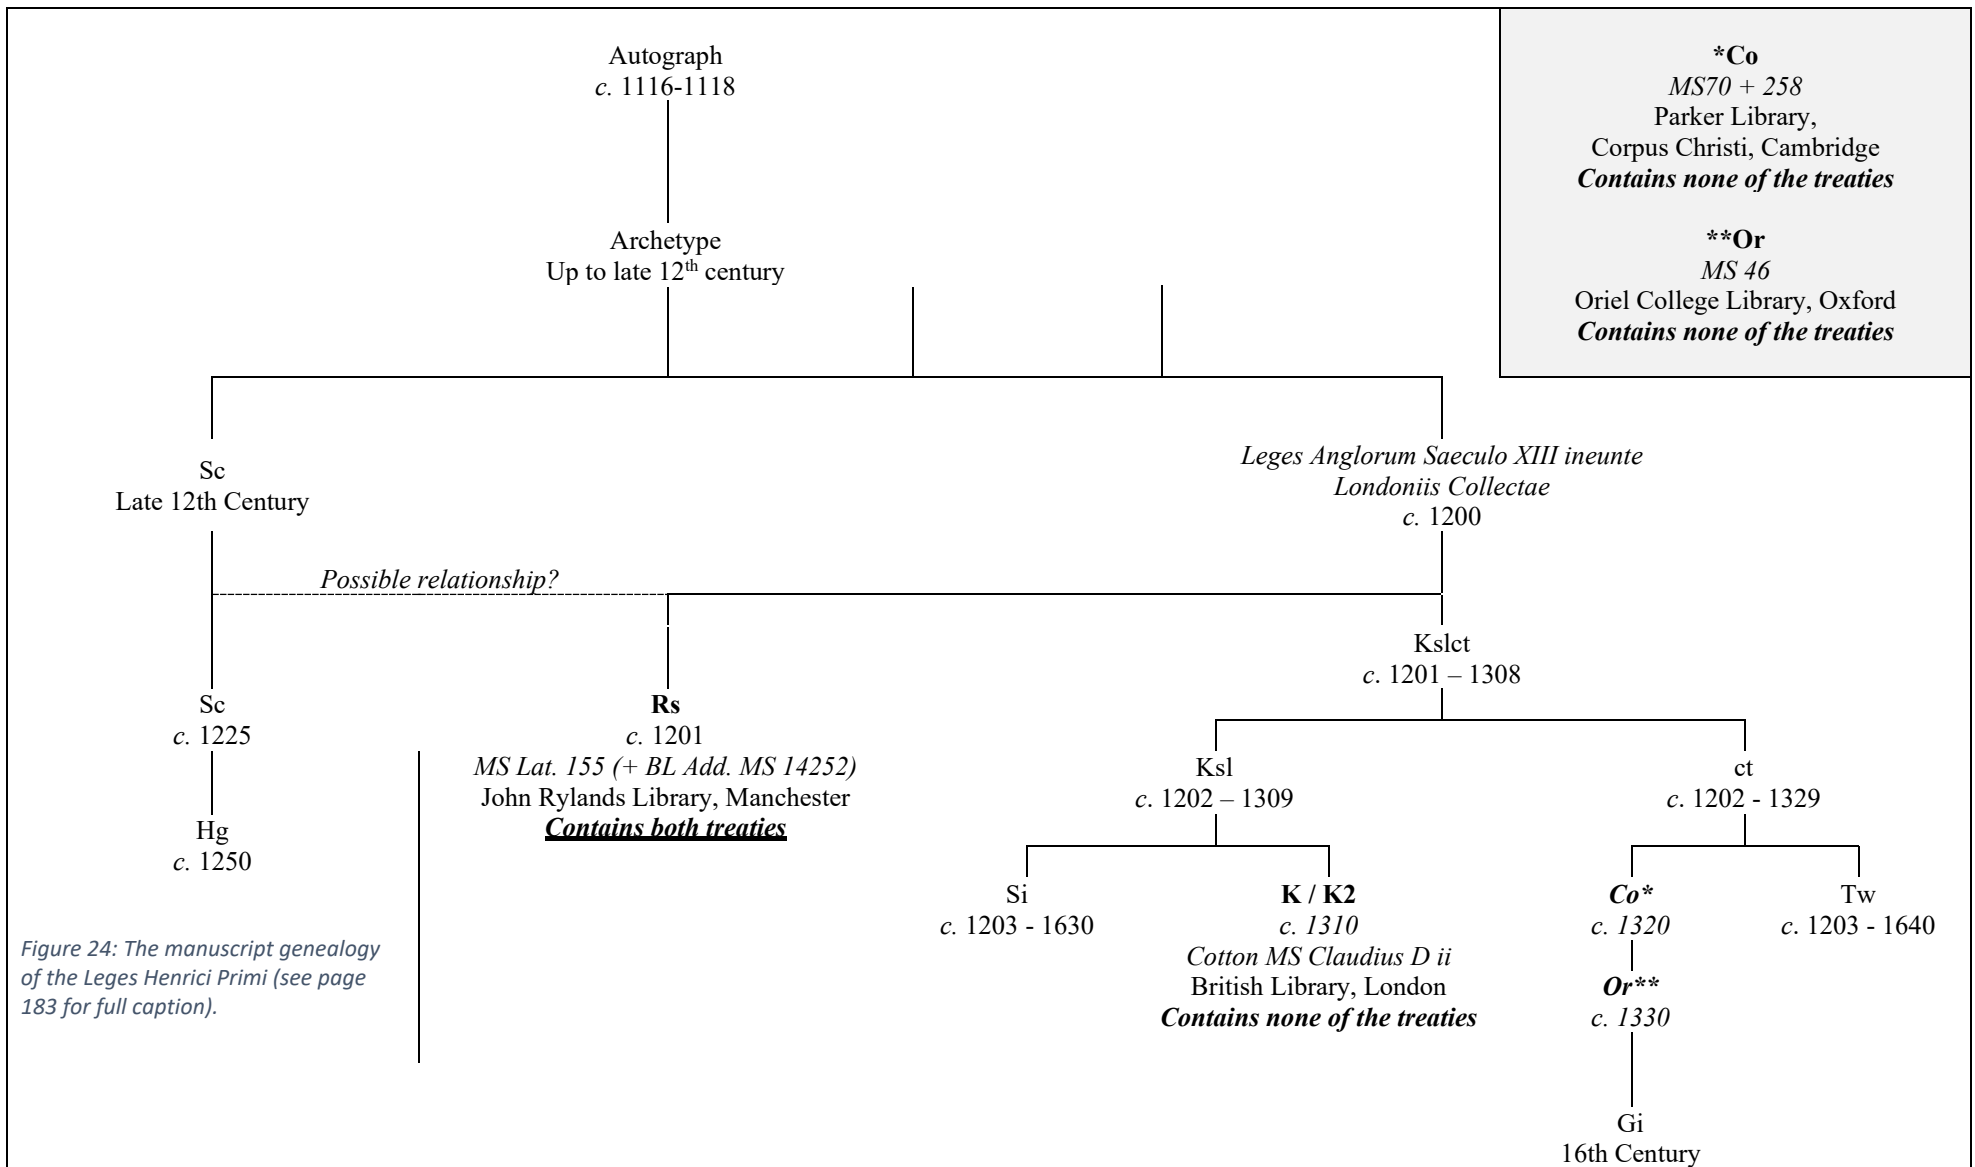 Autograph
c. 1116-1118
Archetype
Up to late 12th century
*Co
MS70 + 258
Parker Library,
Corpus Christi, Cambridge
Contains none of the treaties
**Or
MS 46
Oriel College Library, Oxford
Contains none of the treaties
Sc
Late 12th Century
Leges Anglorum Saeculo XIII ineunte
Londoniis Collectae
c. 1200
Possible relationship?
Kslct
c. 1201 – 1308
Sc
c. 1225
Hg
c. 1250
Rs
c. 1201
MS Lat. 155 (+ BL Add. MS 14252)
John Rylands Library, Manchester
Contains both treaties
Ksl
c. 1202 – 1309
ct
c. 1202 - 1329
Si
c. 1203 - 1630
K / K2
c. 1310
Cotton MS Claudius D ii
British Library, London
Contains none of the treaties
Co*
c. 1320
Or**
c. 1330
Gi
16th Century
Tw
c. 1203 - 1640
Figure 24: The manuscript genealogy
of the Leges Henrici Primi (see page
183 for full caption).